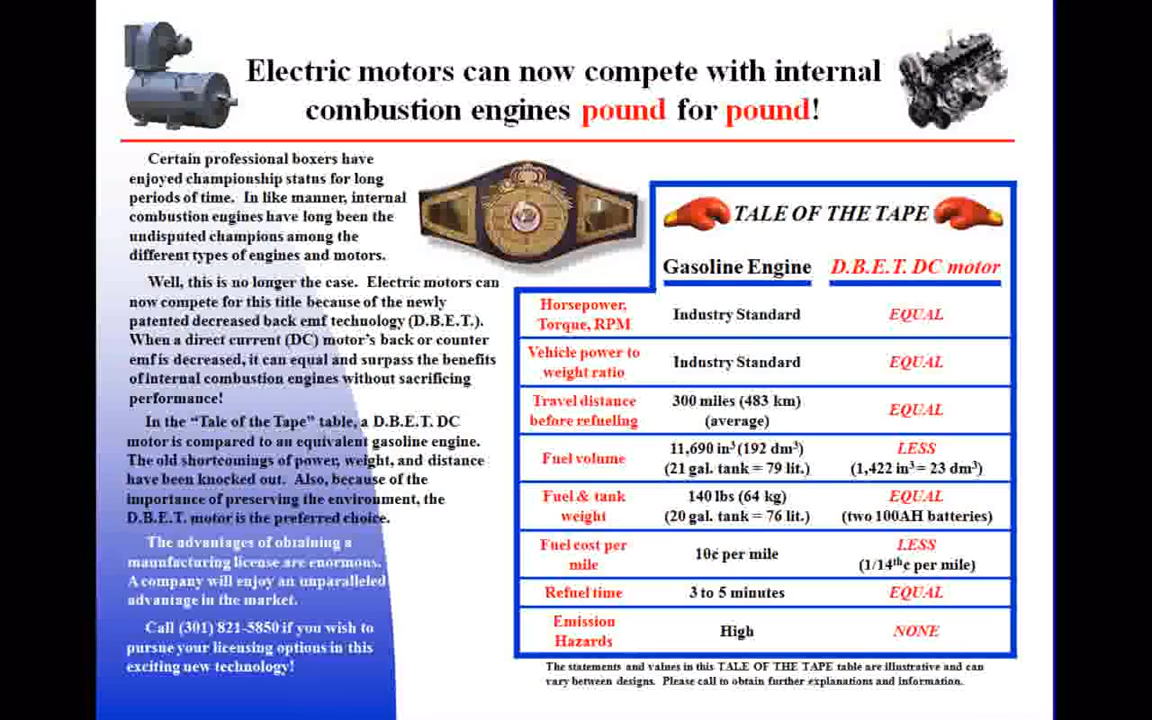 Electric motors can now compete with internal
combustion engines pound for pound!
Certain professional boxers have
enjoyed championship status for long
periods of time. In like manner, internal
combustion engines have long been the
undisputed champions among the
different types of engines and motors.
Well, this is no longer the case. Electric motors can
now compete for this title because of the newly
patented decreased back emf technology (D.B.E.T.).
When a direct current (DC) motor's back or counter
emf is decreased, it can equal and surpass the benefits
of internal combustion engines without sacrificing
performance!
In the “Tale of the Tape” table, a D.B.E.T. DC
motor is compared to an equivalent gasoline engine.
The old shortcomings of power, weight, and distance
have been knocked out. Also, because of the
importance of preserving the environment, the
D.B.E.T. motor is the preferred choice.
The advantages of obtaining a
manufacturing license are enormous.
A company will enjoy an unparalleled
advantage in the market.
Call (301) 821-5850 if you wish to
pursue your licensing options in this
exciting new technology!
TALE OF THE TAPE
Gasoline Engine D.B.E.T. DC motor
Horsepower,
Torque, RPM
Industry Standard
EQUAL
Vehicle power to
weight ratio
Industry Standard
EQUAL
Travel distance
before refueling
300 miles (483 km)
(average)
EQUAL
Fuel volume
11,690 in³ (192 dm³)
(21 gal. tank = 79 lit.)
LESS
(1,422 in³ = 23 dm³)
Fuel & tank
weight
140 lbs (64 kg)
(20 gal. tank = 76 lit.)
EQUAL
(two 100AH batteries)
Fuel cost per
mile
10¢ per mile
LESS
(1/14th¢ per mile)
Refuel time
3 to 5 minutes
EQUAL
Emission
Hazards
High
NONE
The statements and values in this TALE OF THE TAPE table are illustrative and can
vary between designs. Please call to obtain further explanations and information.